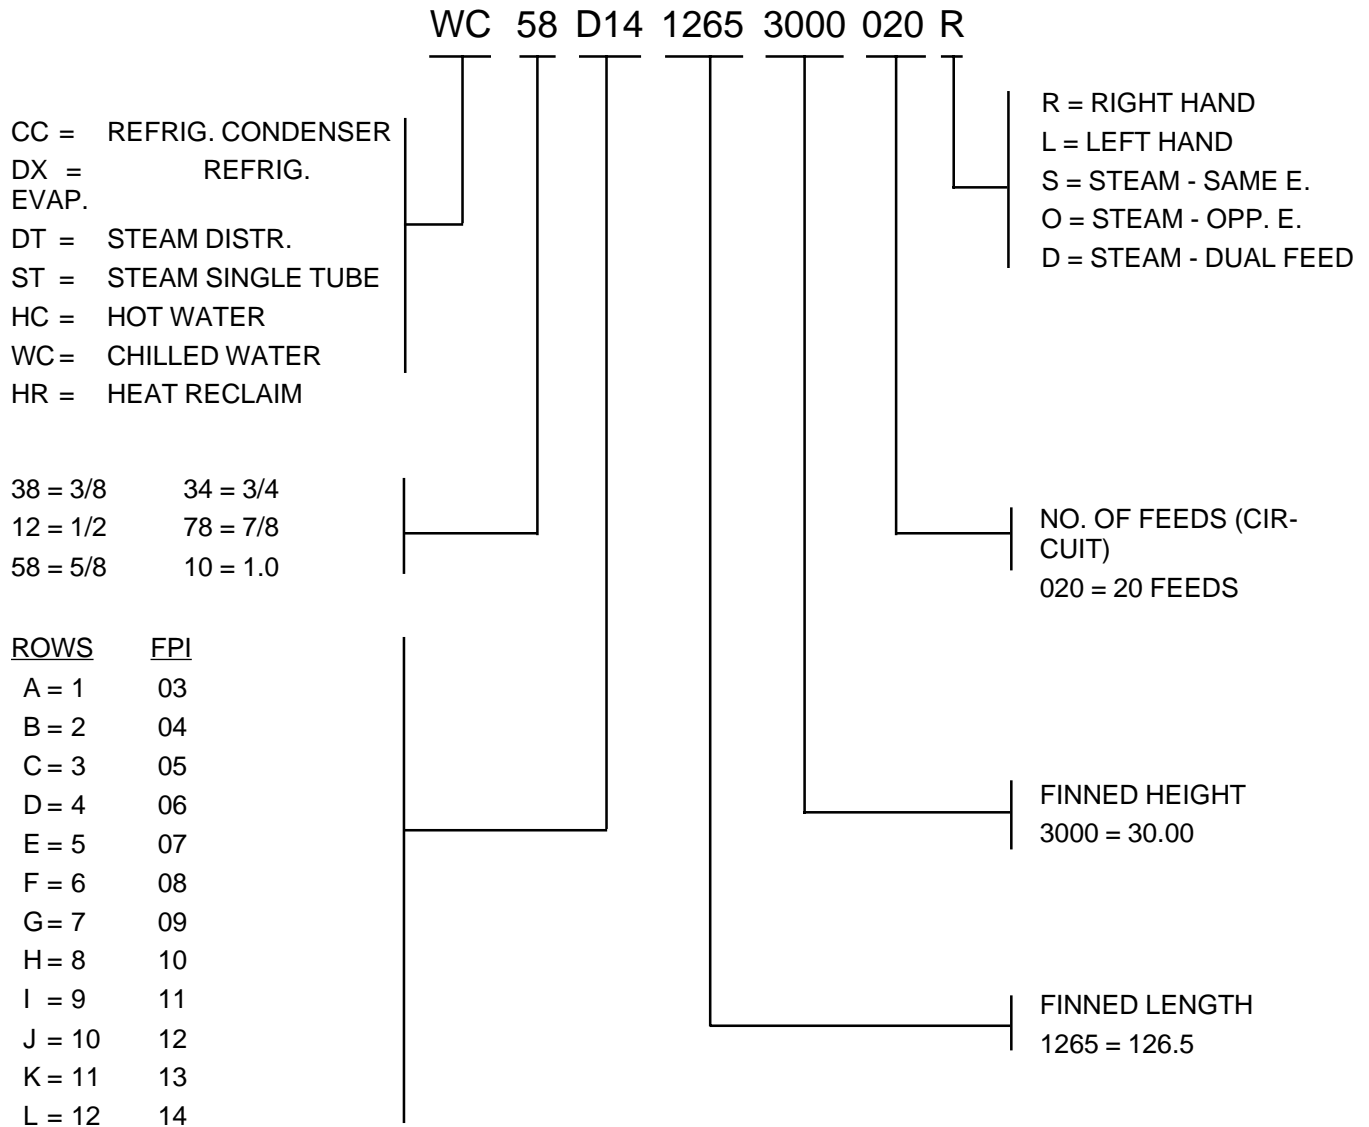 WC 58 D14 1265 3000 020 R
CC = REFRIG. CONDENSER
DX = REFRIG.
EVAP.
DT = STEAM DISTR.
ST = STEAM SINGLE TUBE
HC = HOT WATER
WC = CHILLED WATER
HR = HEAT RECLAIM
R = RIGHT HAND
L = LEFT HAND
S = STEAM - SAME E.
O = STEAM - OPP. E.
D = STEAM - DUAL FEED
38 = 3/8 34 = 3/4
12 = 1/2 78 = 7/8
58 = 5/8 10 = 1.0
NO. OF FEEDS (CIR-
CUIT)
020 = 20 FEEDS
ROWS FPI
A = 1 03
B = 2 04
C = 3 05
D = 4 06
E = 5 07
F = 6 08
G = 7 09
H = 8 10
I = 9 11
J = 10 12
K = 11 13
L = 12 14
FINNED HEIGHT
3000 = 30.00
FINNED LENGTH
1265 = 126.5